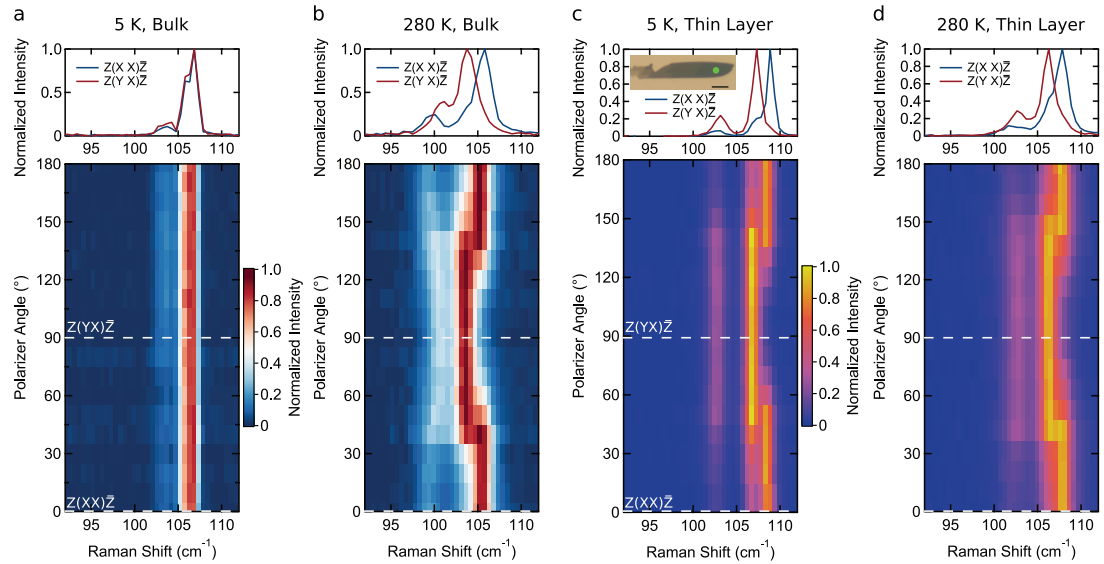 a
5 K, Bulk
Normalized Intensity
1.0
0.5
0
Z(X X)Z̄
Z(Y X)Z̄
95 100 105 110
Polarizer Angle (°)
180
150
120
90
60
30
0
Z(YX)Z̄
Z(XX)Z̄
95 100 105 110
Raman Shift (cm⁻¹)
1.0
0.8
0.6
0.4
0.2
0
Normalized Intensity
b
280 K, Bulk
Normalized Intensity
1
0.8
0.6
0.4
0.2
0
Z(X X)Z̄
Z(Y X)Z̄
95 100 105 110
Polarizer Angle (°)
180
150
120
90
60
30
0
95 100 105 110
Raman Shift (cm⁻¹)
c
5 K, Thin Layer
Normalized Intensity
1
0.8
0.6
0.4
0.2
0
Z(X X)Z̄
Z(Y X)Z̄
95 100 105 110
Polarizer Angle (°)
180
150
120
90
60
30
0
Z(YX)Z̄
Z(XX)Z̄
95 100 105 110
Raman Shift (cm⁻¹)
1.0
0.8
0.6
0.4
0.2
0
Normalized Intensity
d
280 K, Thin Layer
Normalized Intensity
1
0.8
0.6
0.4
0.2
0
Z(X X)Z̄
Z(Y X)Z̄
95 100 105 110
Polarizer Angle (°)
180
150
120
90
60
30
0
95 100 105 110
Raman Shift (cm⁻¹)